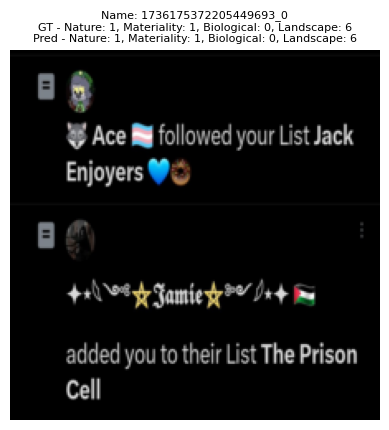 Name: 1736175372205449693_0
GT - Nature: 1, Materiality: 1, Biological: 0, Landscape: 6
Pred - Nature: 1, Materiality: 1, Biological: 0, Landscape: 6
🐺 Ace 🏳️‍⚧️ followed your List Jack
Enjoyers 💙🍩
✦⋆𓆩༺⛥𝕵𝖆𝖒𝖎𝖊⛥༻𓆪⋆✦ 🇵🇸
added you to their List The Prison
Cell